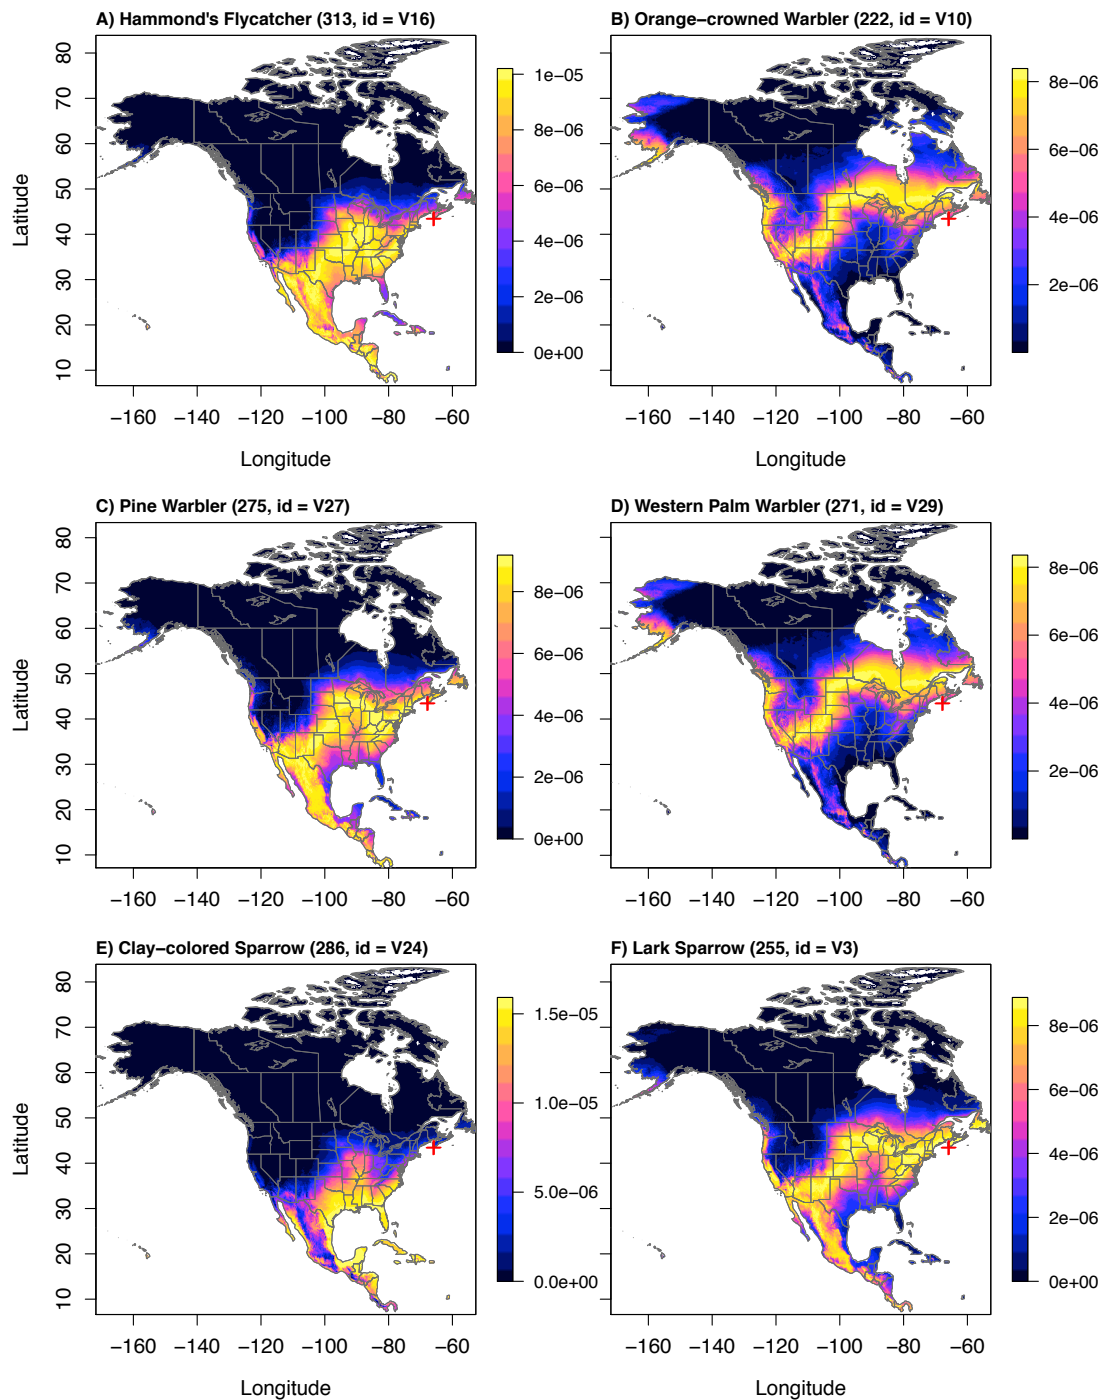 A) Hammond's Flycatcher (313, id = V16)
B) Orange−crowned Warbler (222, id = V10)
Latitude
80
70
60
50
40
30
20
10
1e−05
8e−06
6e−06
4e−06
2e−06
0e+00
8e−06
6e−06
4e−06
2e−06
−160 −140 −120 −100 −80 −60
−160 −140 −120 −100 −80 −60
Longitude
Longitude
C) Pine Warbler (275, id = V27)
D) Western Palm Warbler (271, id = V29)
Latitude
80
70
60
50
40
30
20
10
8e−06
6e−06
4e−06
2e−06
0e+00
8e−06
6e−06
4e−06
2e−06
−160 −140 −120 −100 −80 −60
−160 −140 −120 −100 −80 −60
E) Clay−colored Sparrow (286, id = V24)
F) Lark Sparrow (255, id = V3)
Latitude
80
70
60
50
40
30
20
10
1.5e−05
1.0e−05
5.0e−06
0.0e+00
8e−06
6e−06
4e−06
2e−06
0e+00
−160 −140 −120 −100 −80 −60
−160 −140 −120 −100 −80 −60
Longitude
Longitude